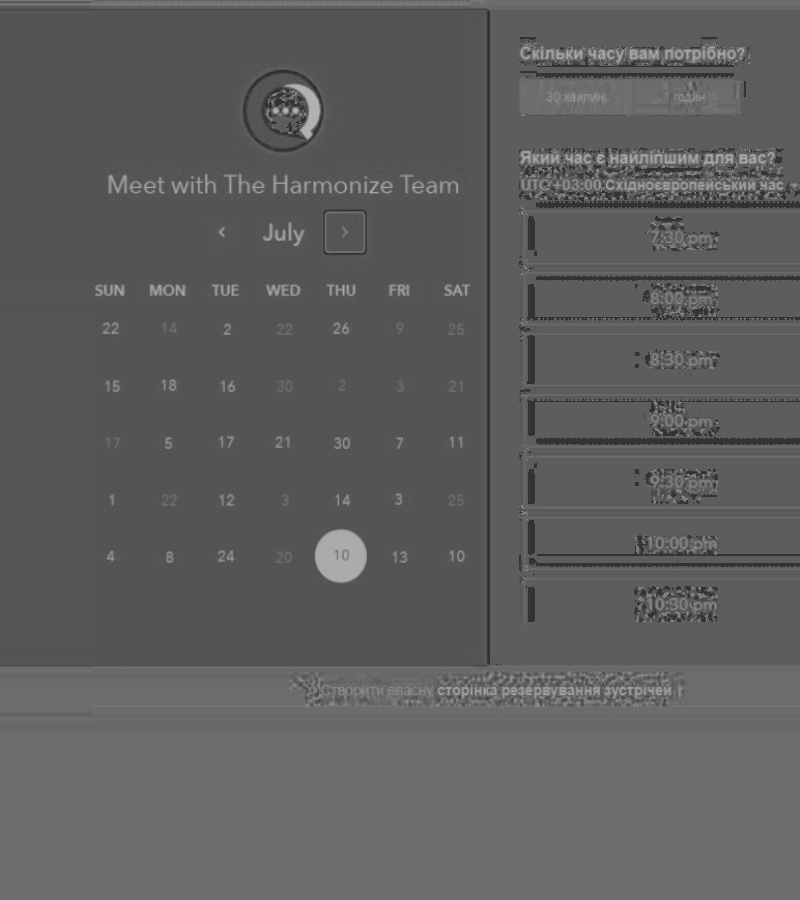 Meet with The Harmonize Team
July
SUN MON TUE WED THU FRI SAT
22 14 2 22 26 9 25
15 18 16 30 2 3 21
17 5 17 21 30 7 11
1 22 12 3 14 3 25
4 8 24 20 10 13 10
Скільки часу вам потрібно?
30 хвилин 1 годин
Який час є найліпшим для вас?
UTC +03:00 Східноєвропейський час
7:30 pm
8:00 pm
8:30 pm
9:00 pm
9:30 pm
10:00 pm
10:30 pm
Створити власну сторінка резервування зустрічей